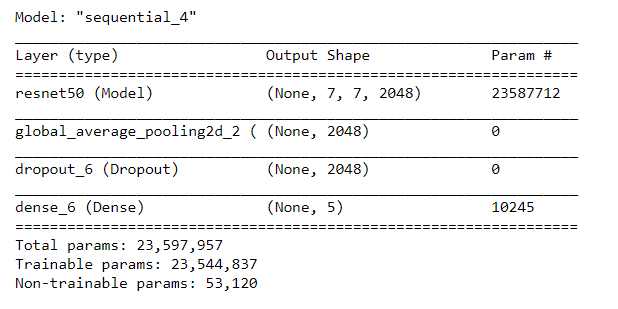 Model: "sequential_4"
_________________________________________________________________
Layer (type)                 Output Shape              Param #
=================================================================
resnet50 (Model)             (None, 7, 7, 2048)        23587712
_________________________________________________________________
global_average_pooling2d_2 ( (None, 2048)              0
_________________________________________________________________
dropout_6 (Dropout)          (None, 2048)              0
_________________________________________________________________
dense_6 (Dense)              (None, 5)                 10245
=================================================================
Total params: 23,597,957
Trainable params: 23,544,837
Non-trainable params: 53,120